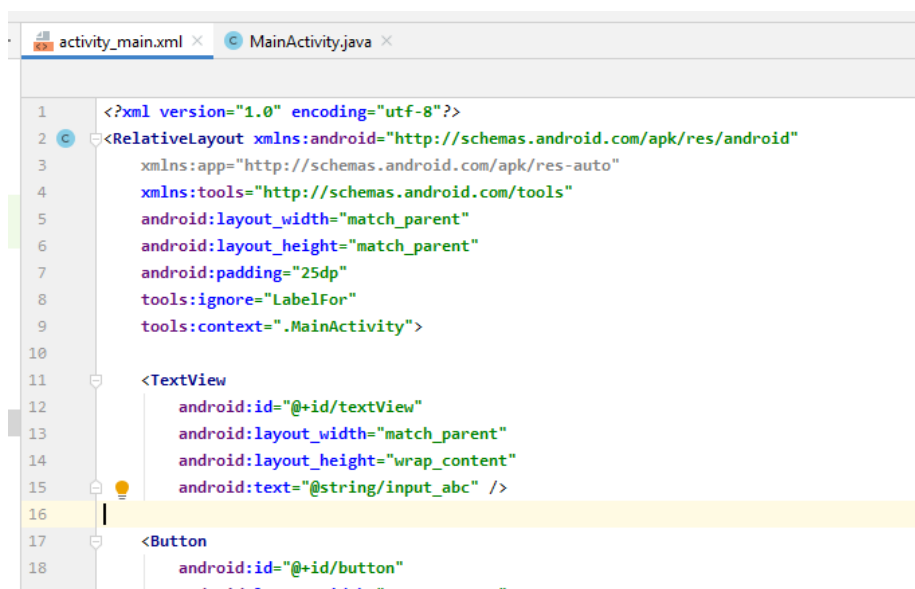 activity_main.xml × C MainActivity.java ×
1 <?xml version="1.0" encoding="utf-8"?>
2 C <RelativeLayout xmlns:android="http://schemas.android.com/apk/res/android"
3 xmlns:app="http://schemas.android.com/apk/res-auto"
4 xmlns:tools="http://schemas.android.com/tools"
5 android:layout_width="match_parent"
6 android:layout_height="match_parent"
7 android:padding="25dp"
8 tools:ignore="LabelFor"
9 tools:context=".MainActivity">
10
11 <TextView
12 android:id="@+id/textView"
13 android:layout_width="match_parent"
14 android:layout_height="wrap_content"
15 android:text="@string/input_abc" />
16
17 <Button
18 android:id="@+id/button"